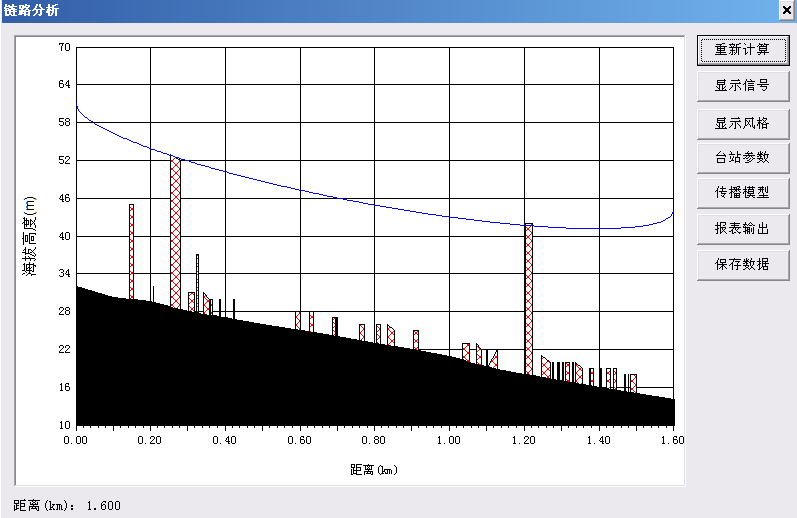 链路分析
重新计算
显示信号
显示风格
台站参数
传播模型
报表输出
保存数据
海拔高度(m)
70
64
58
52
46
40
34
28
22
16
10
0.00 0.20 0.40 0.60 0.80 1.00 1.20 1.40 1.60
距离(km)
距离(km): 1.600